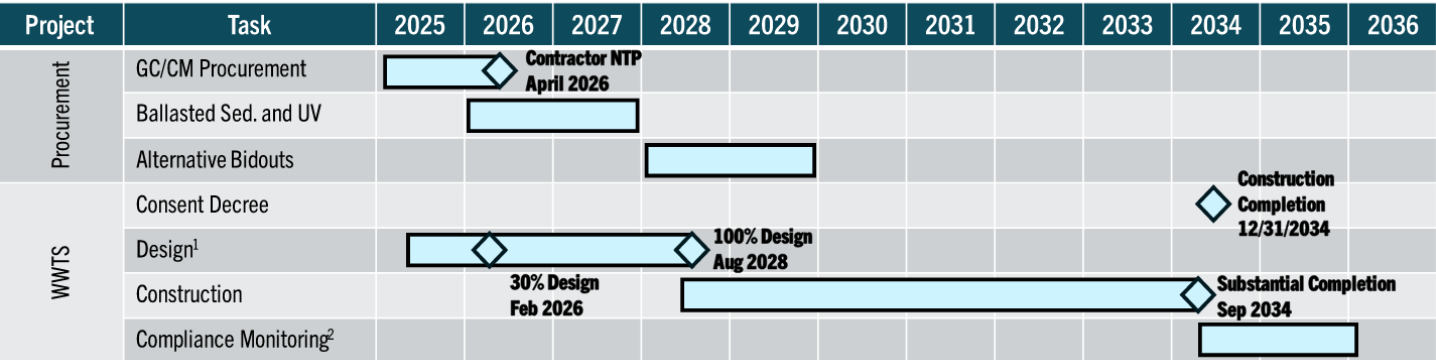 Project Task 2025 2026 2027 2028 2029 2030 2031 2032 2033 2034 2035 2036
Procurement
GC/CM Procurement
Contractor NTP
April 2026
Ballasted Sed. and UV
Alternative Bidouts
WWTS
Consent Decree
Construction
Completion
12/31/2034
Design¹
100% Design
Aug 2028
30% Design
Feb 2026
Construction
Substantial Completion
Sep 2034
Compliance Monitoring²